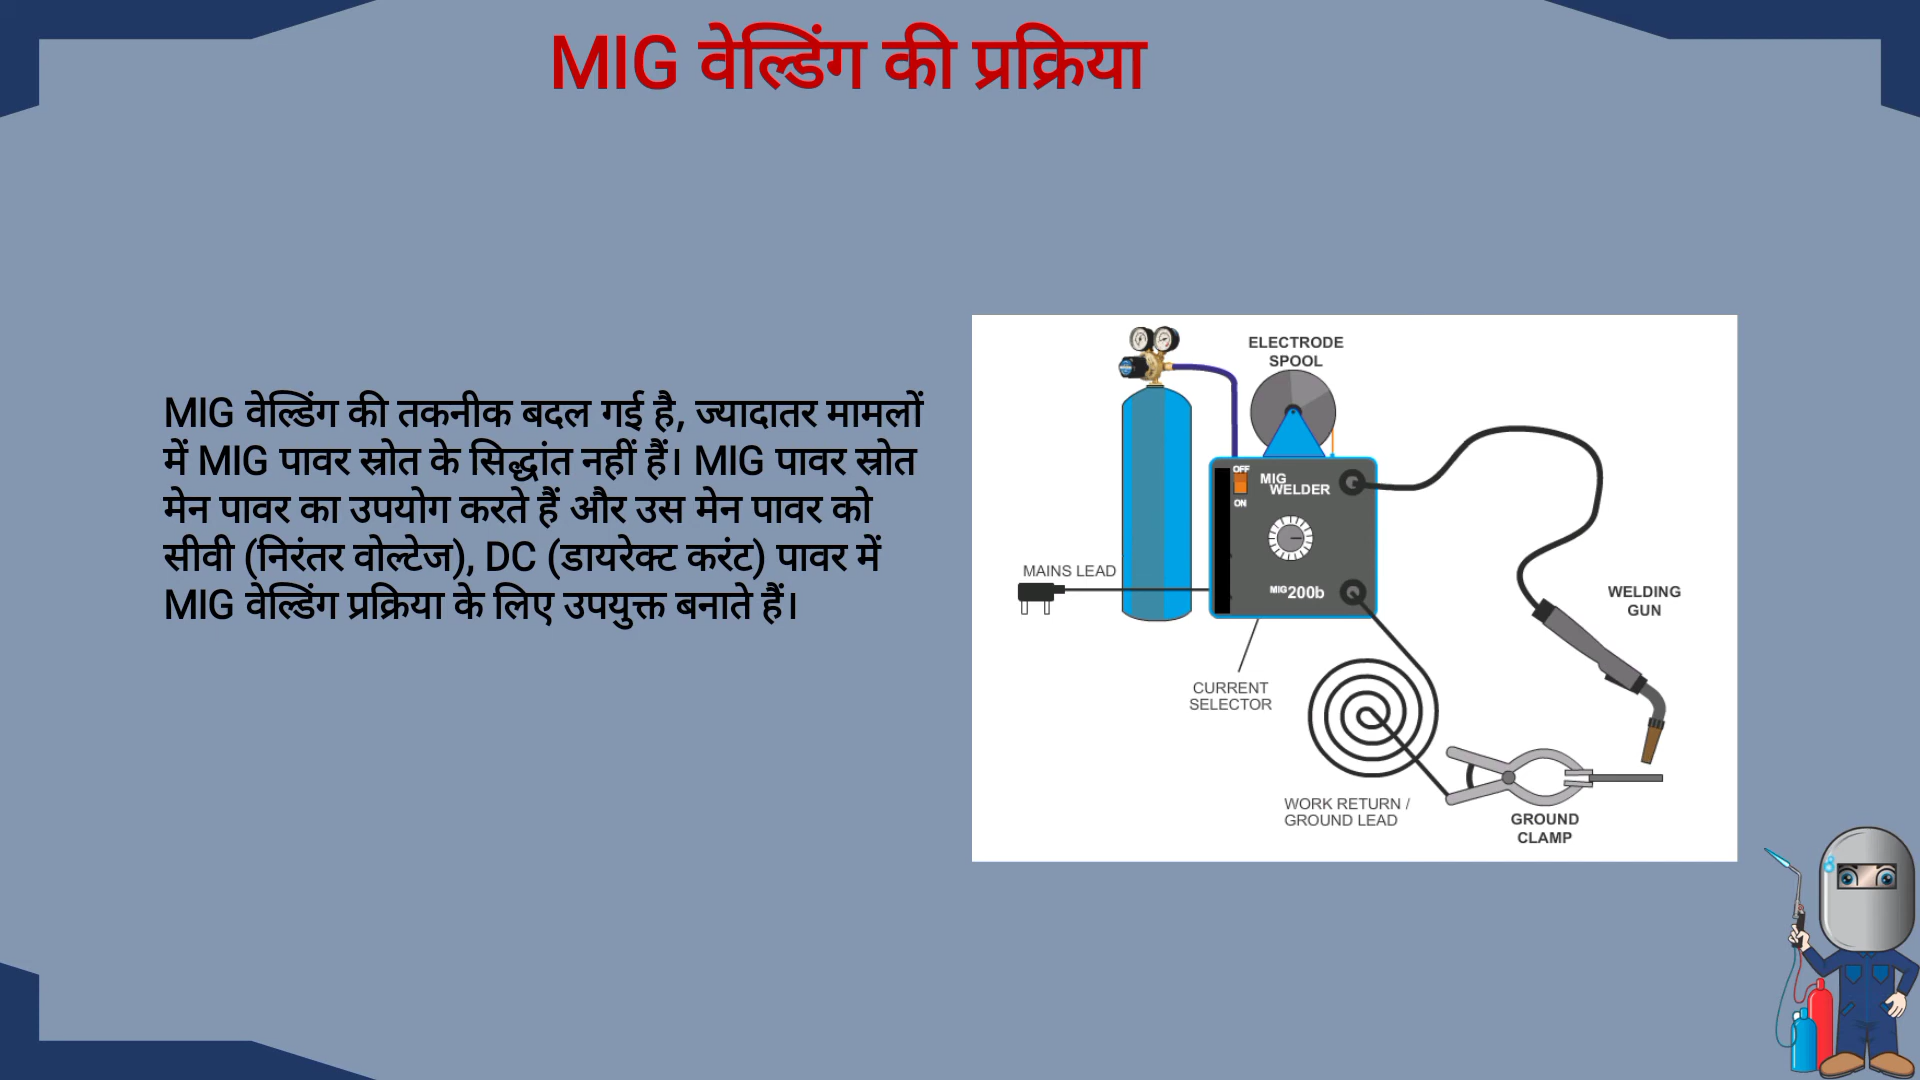 MIG वेल्डिंग की प्रक्रिया
MIG वेल्डिंग की तकनीक बदल गई है, ज्यादातर मामलों
में MIG पावर स्रोत के सिद्धांत नहीं हैं। MIG पावर स्रोत
मेन पावर का उपयोग करते हैं और उस मेन पावर को
सीवी (निरंतर वोल्टेज), DC (डायरेक्ट करंट) पावर में
MIG वेल्डिंग प्रक्रिया के लिए उपयुक्त बनाते हैं।
ELECTRODE
SPOOL
OFF
MIG
WELDER
ON
MIG200b
MAINS LEAD
CURRENT
SELECTOR
WELDING
GUN
WORK RETURN /
GROUND LEAD
GROUND
CLAMP